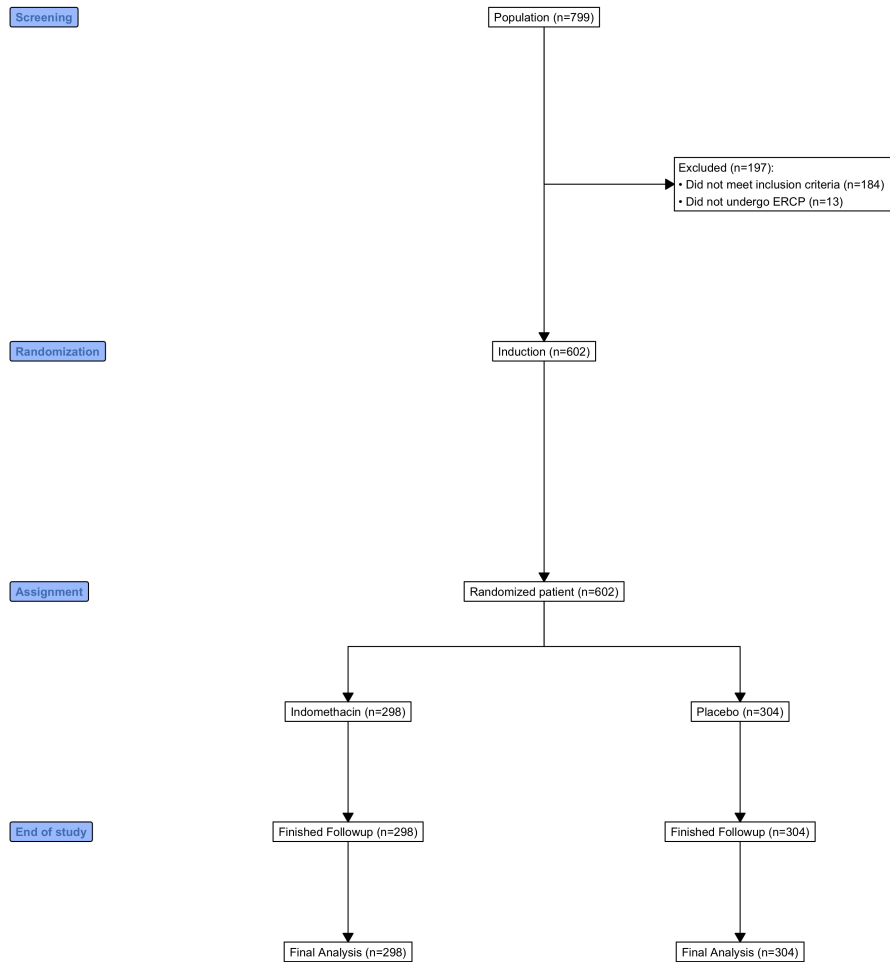 Screening
Population (n=799)
Excluded (n=197):
• Did not meet inclusion criteria (n=184)
• Did not undergo ERCP (n=13)
Randomization
Induction (n=602)
Assignment
Randomized patient (n=602)
Indomethacin (n=298)
Placebo (n=304)
End of study
Finished Followup (n=298)
Finished Followup (n=304)
Final Analysis (n=298)
Final Analysis (n=304)